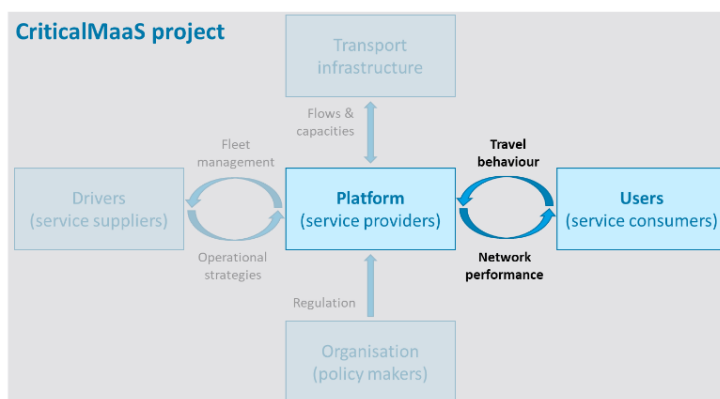 CriticalMaaS project
Transport
infrastructure
Flows &
capacities
Fleet
management
Travel
behaviour
Drivers
(service suppliers)
Platform
(service providers)
Users
(service consumers)
Operational
strategies
Network
performance
Regulation
Organisation
(policy makers)